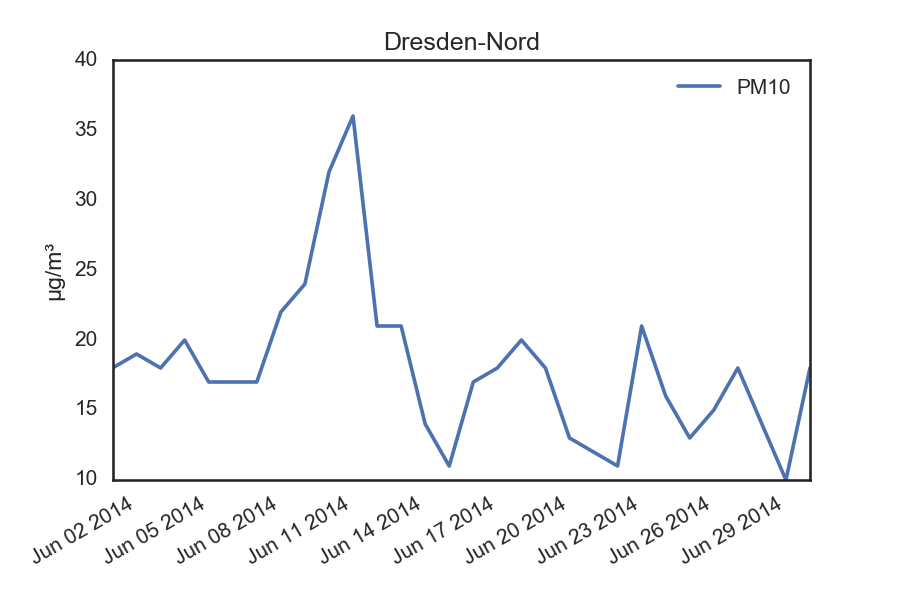 Dresden-Nord
40
35
30
25
20
15
10
µg/m³
PM10
Jun 02 2014
Jun 05 2014
Jun 08 2014
Jun 11 2014
Jun 14 2014
Jun 17 2014
Jun 20 2014
Jun 23 2014
Jun 26 2014
Jun 29 2014